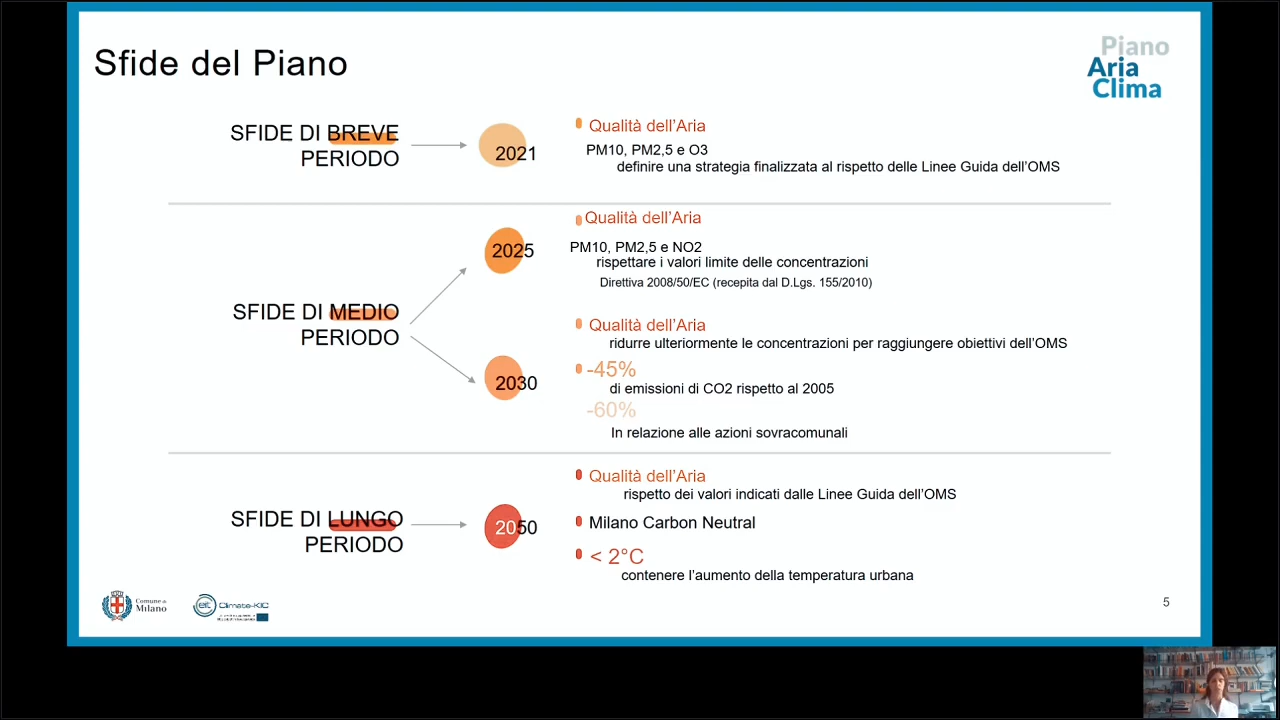 Sfide del Piano
Piano
Aria
Clima
SFIDE DI BREVE
PERIODO
2021
Qualità dell'Aria
PM10, PM2,5 e O3
definire una strategia finalizzata al rispetto delle Linee Guida dell'OMS
SFIDE DI MEDIO
PERIODO
2025
Qualità dell'Aria
PM10, PM2,5 e NO2
rispettare i valori limite delle concentrazioni
Direttiva 2008/50/EC (recepita dal D.Lgs. 155/2010)
2030
Qualità dell'Aria
ridurre ulteriormente le concentrazioni per raggiungere obiettivi dell'OMS
-45%
di emissioni di CO2 rispetto al 2005
-60%
In relazione alle azioni sovracomunali
SFIDE DI LUNGO
PERIODO
2050
Qualità dell'Aria
rispetto dei valori indicati dalle Linee Guida dell'OMS
Milano Carbon Neutral
< 2°C
contenere l'aumento della temperatura urbana
Comune di
Milano
eit Climate-KIC
5